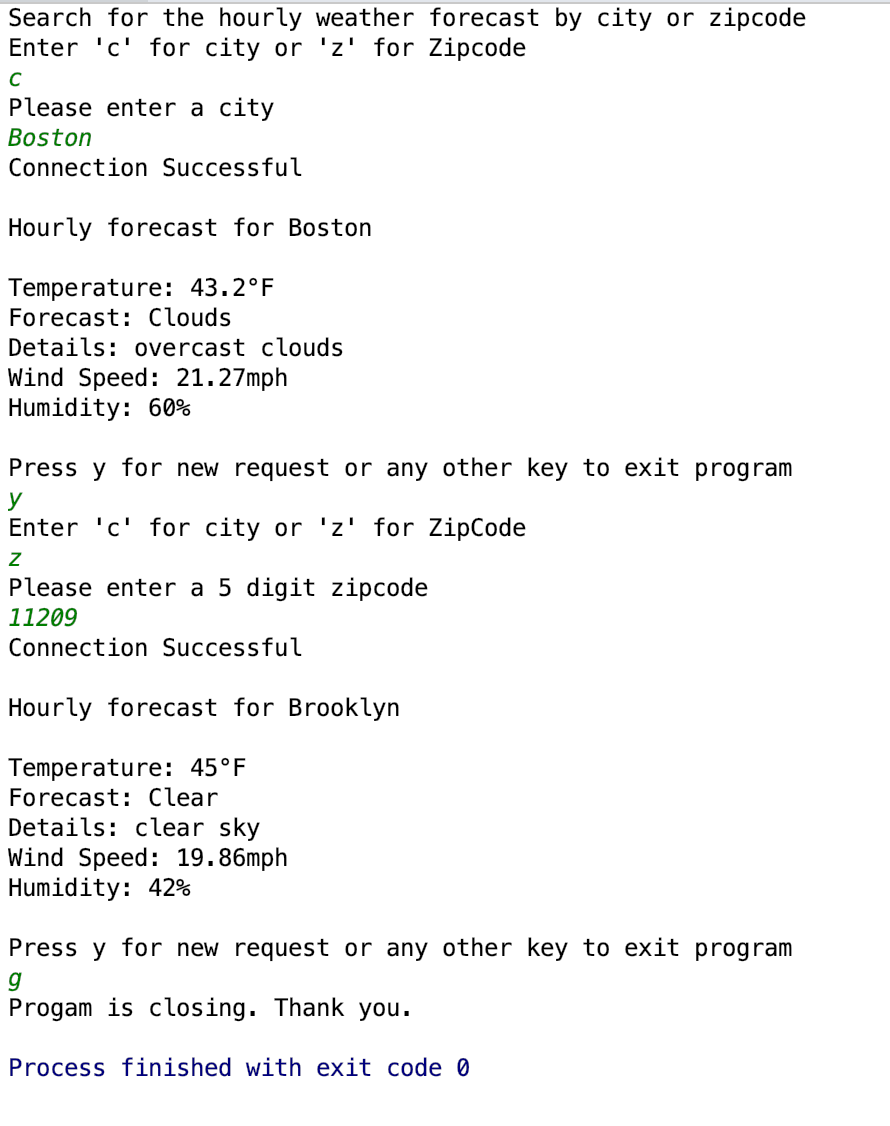 Search for the hourly weather forecast by city or zipcode
Enter 'c' for city or 'z' for Zipcode
c
Please enter a city
Boston
Connection Successful
Hourly forecast for Boston
Temperature: 43.2°F
Forecast: Clouds
Details: overcast clouds
Wind Speed: 21.27mph
Humidity: 60%
Press y for new request or any other key to exit program
y
Enter 'c' for city or 'z' for ZipCode
z
Please enter a 5 digit zipcode
11209
Connection Successful
Hourly forecast for Brooklyn
Temperature: 45°F
Forecast: Clear
Details: clear sky
Wind Speed: 19.86mph
Humidity: 42%
Press y for new request or any other key to exit program
g
Progam is closing. Thank you.
Process finished with exit code 0